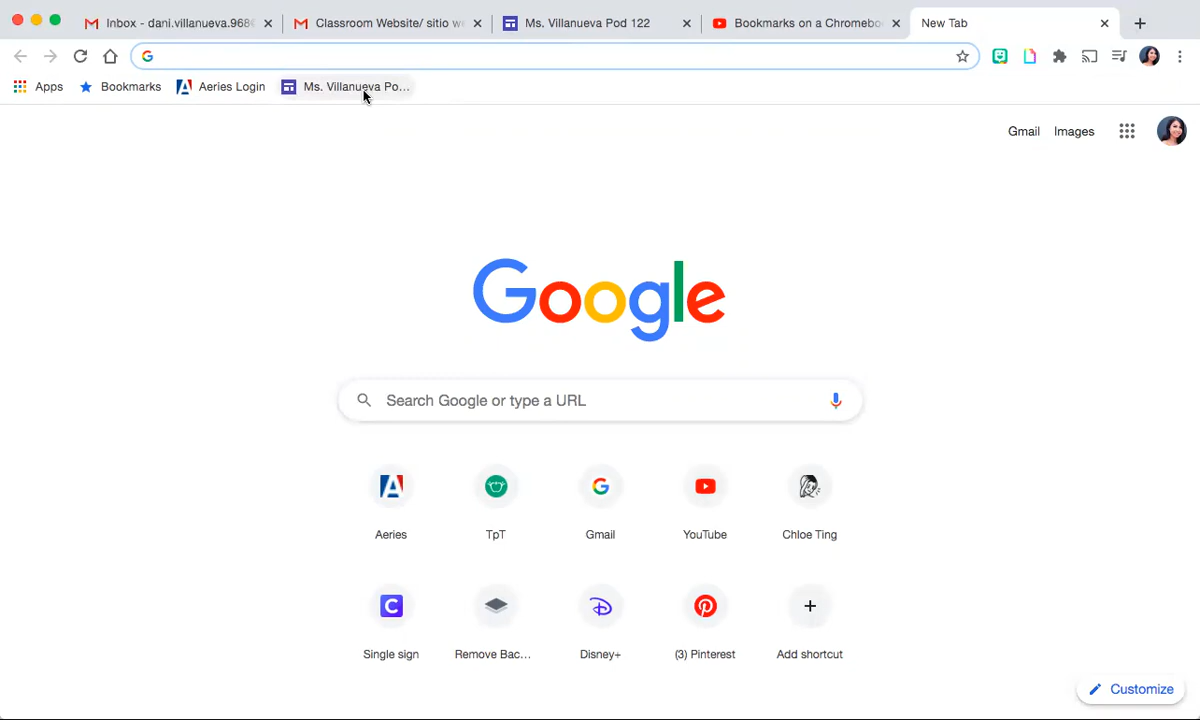 Inbox - dani.villanueva.968 Classroom Website/ sitio w Ms. Villanueva Pod 122 Bookmarks on a Chromebo New Tab
Apps Bookmarks Aeries Login Ms. Villanueva Po...
Gmail Images
Google
Search Google or type a URL
Aeries TpT Gmail YouTube Chloe Ting
Single sign Remove Bac... Disney+ (3) Pinterest Add shortcut
Customize